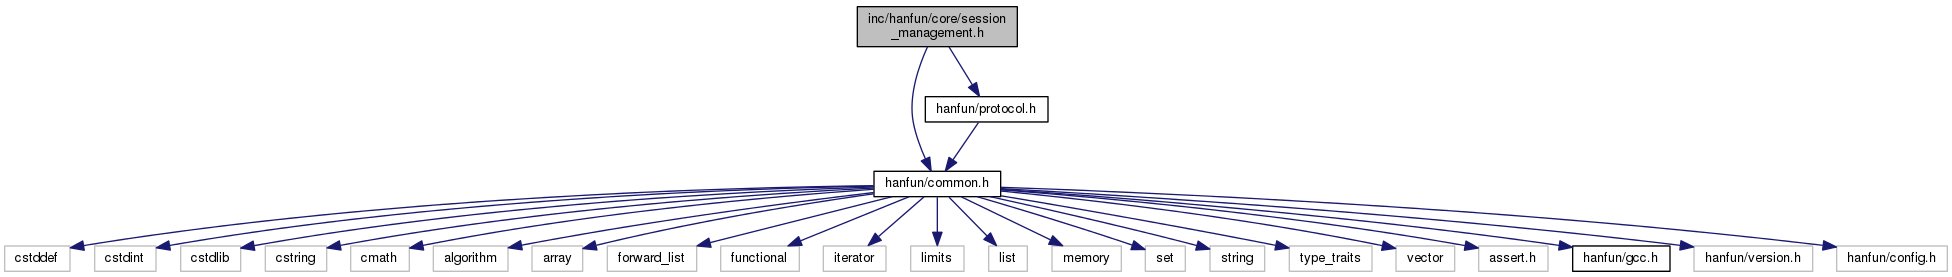 inc/hanfun/core/session
_management.h
hanfun/protocol.h
hanfun/common.h
cstddef
cstdint
cstdlib
cstring
cmath
algorithm
array
forward_list
functional
iterator
limits
list
memory
set
string
type_traits
vector
assert.h
hanfun/gcc.h
hanfun/version.h
hanfun/config.h